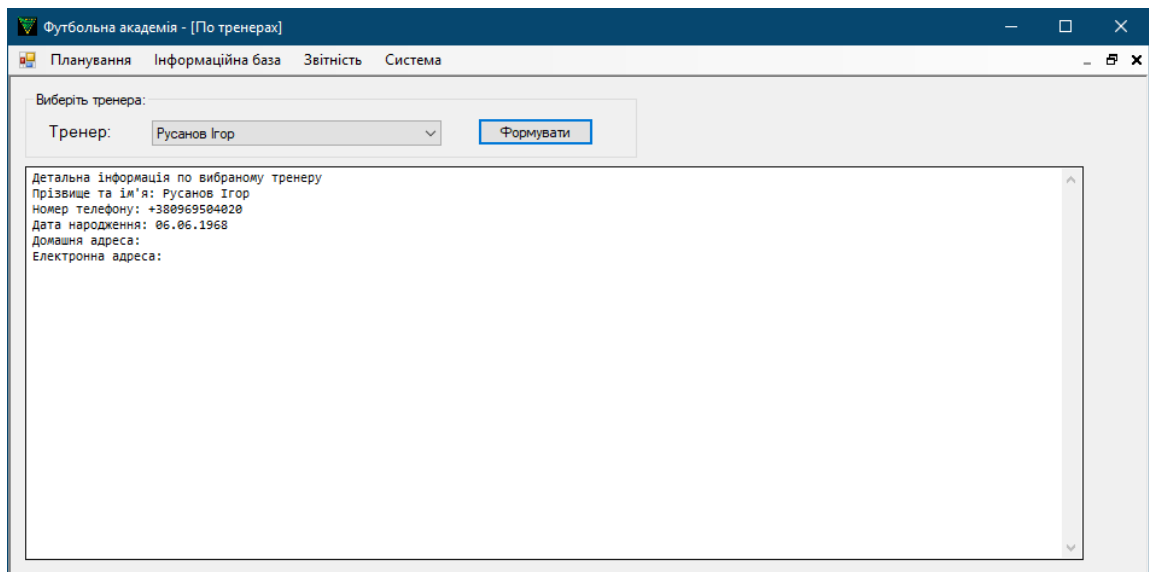 Футбольна академія - [По тренерах]
Планування Інформаційна база Звітність Система
Виберіть тренера:
Тренер: Русанов Ігор Формувати
Детальна інформація по вибраному тренеру
Прізвище та ім'я: Русанов Ігор
Номер телефону: +380969504020
Дата народження: 06.06.1968
Домашня адреса:
Електронна адреса: